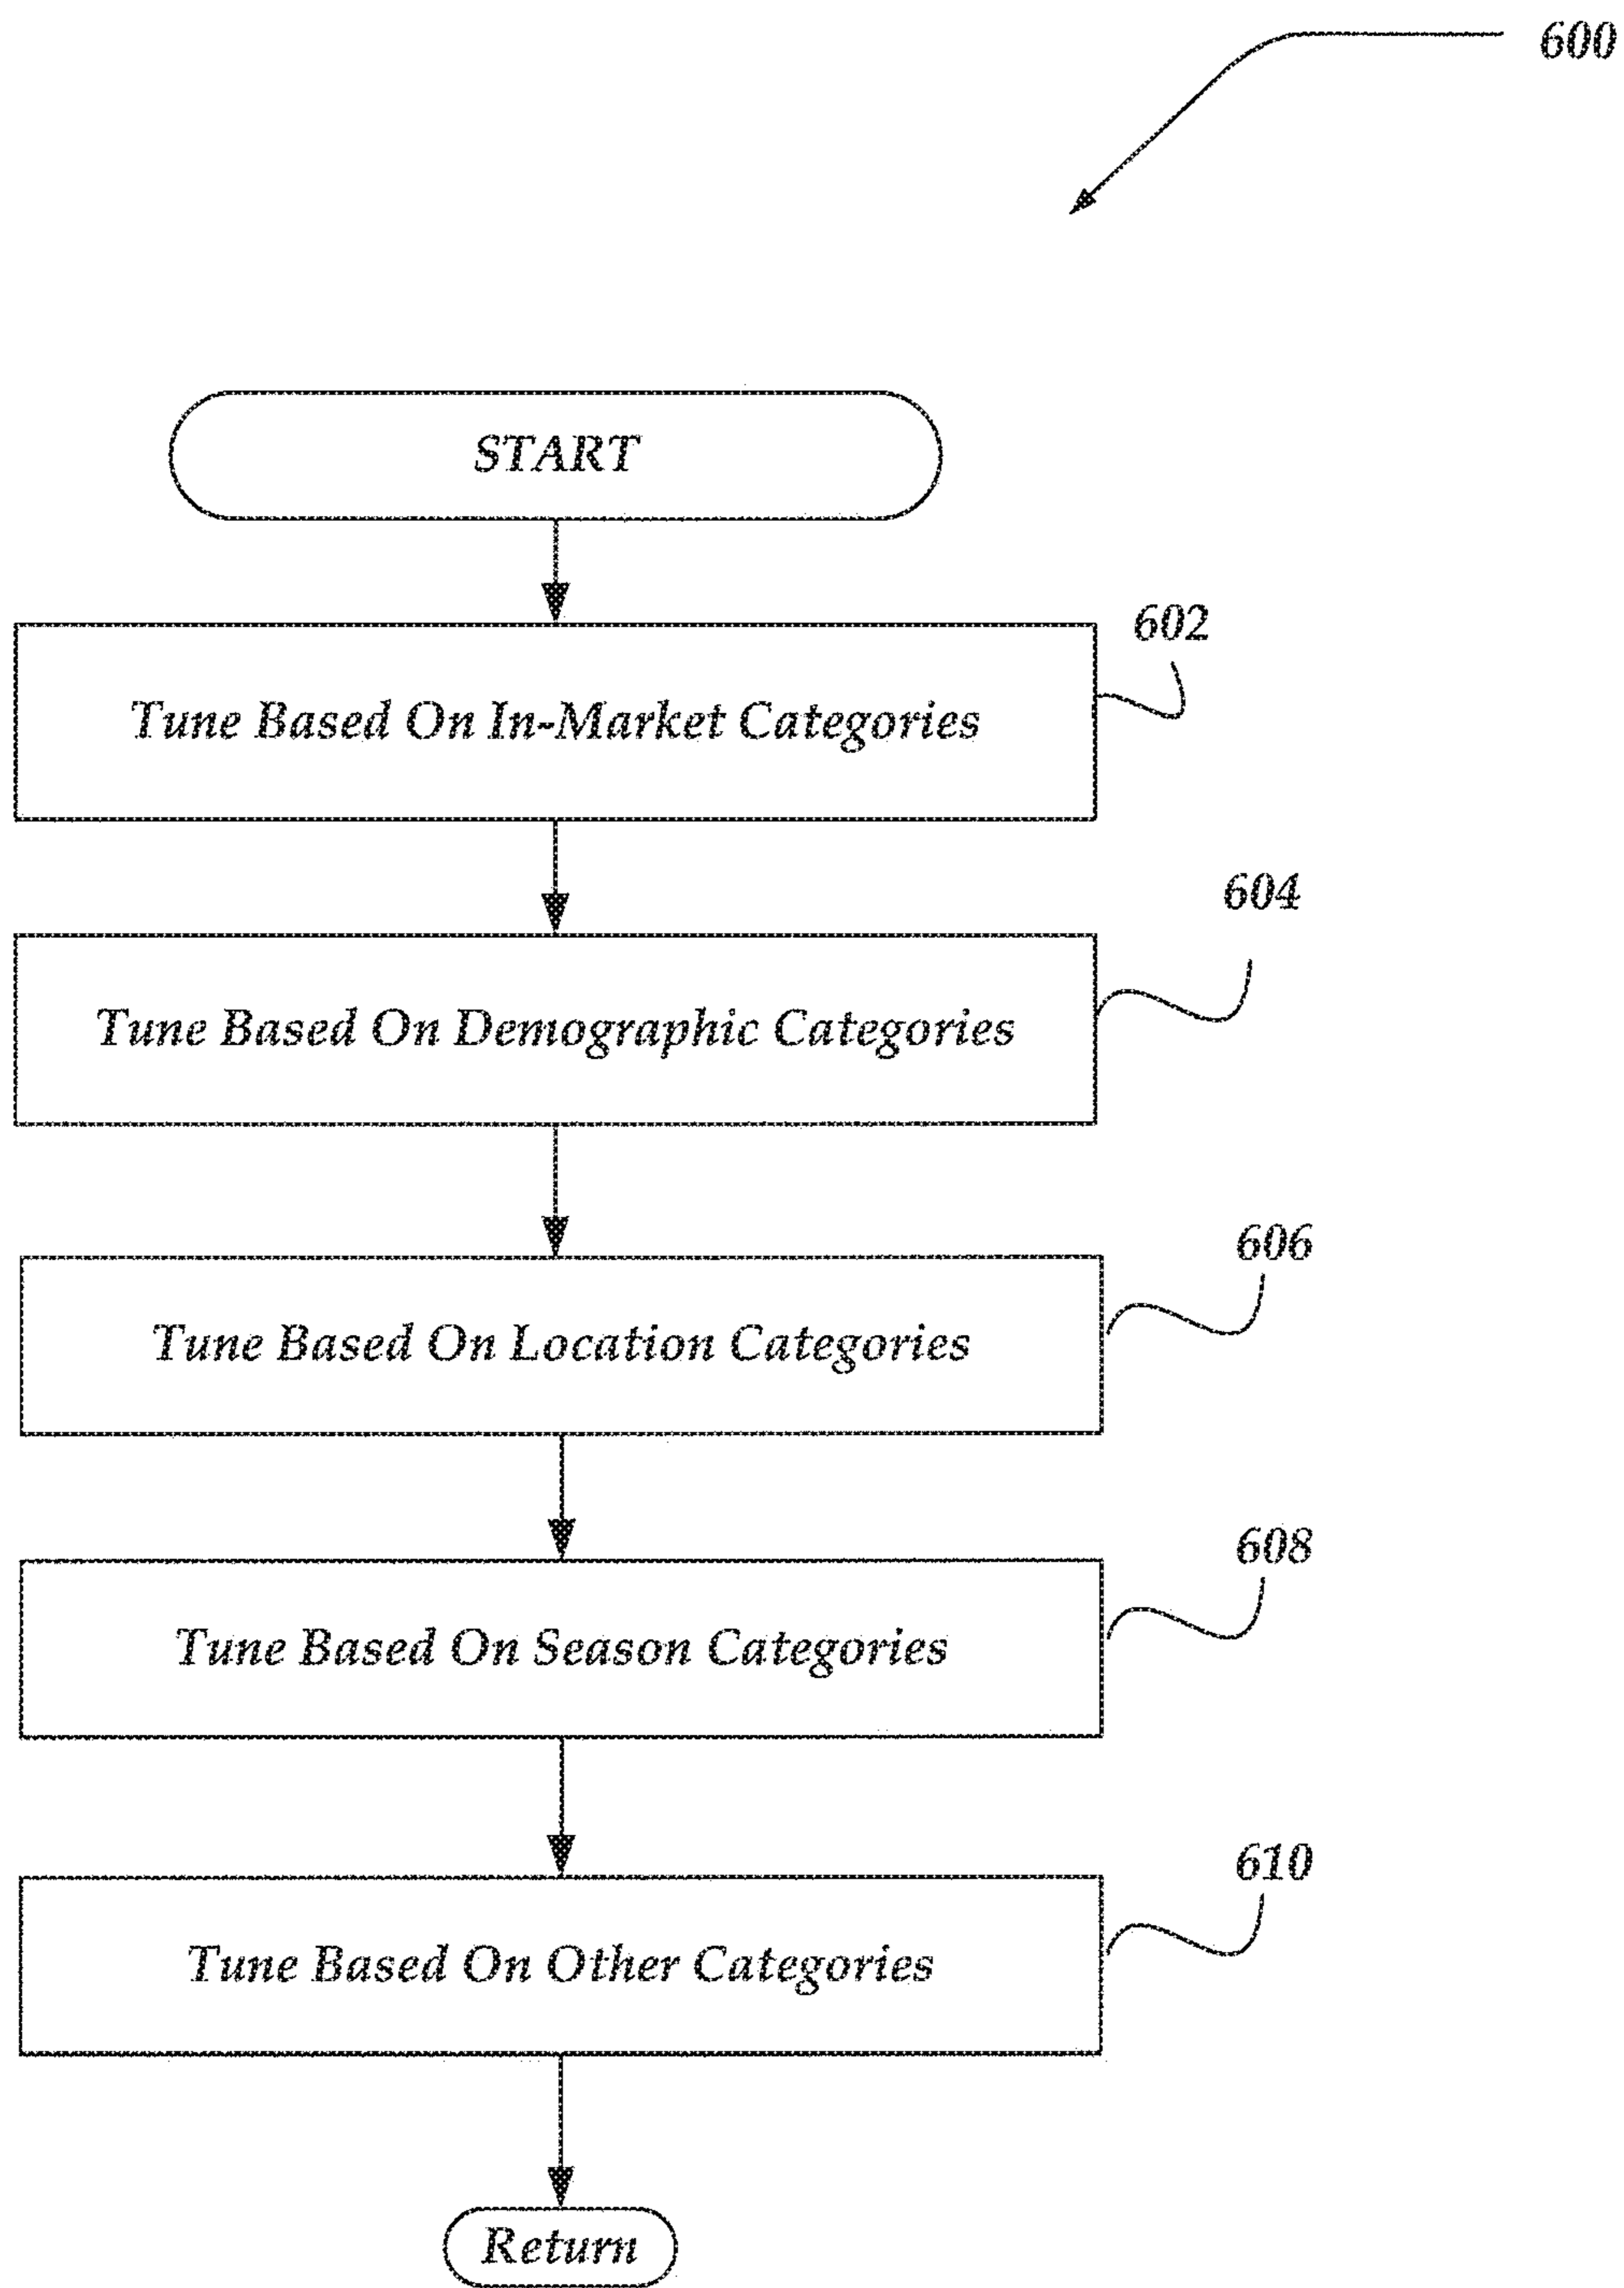 600
START
602
Tune Based On In-Market Categories
604
Tune Based On Demographic Categories
606
Tune Based On Location Categories
608
Tune Based On Season Categories
610
Tune Based On Other Categories
Return